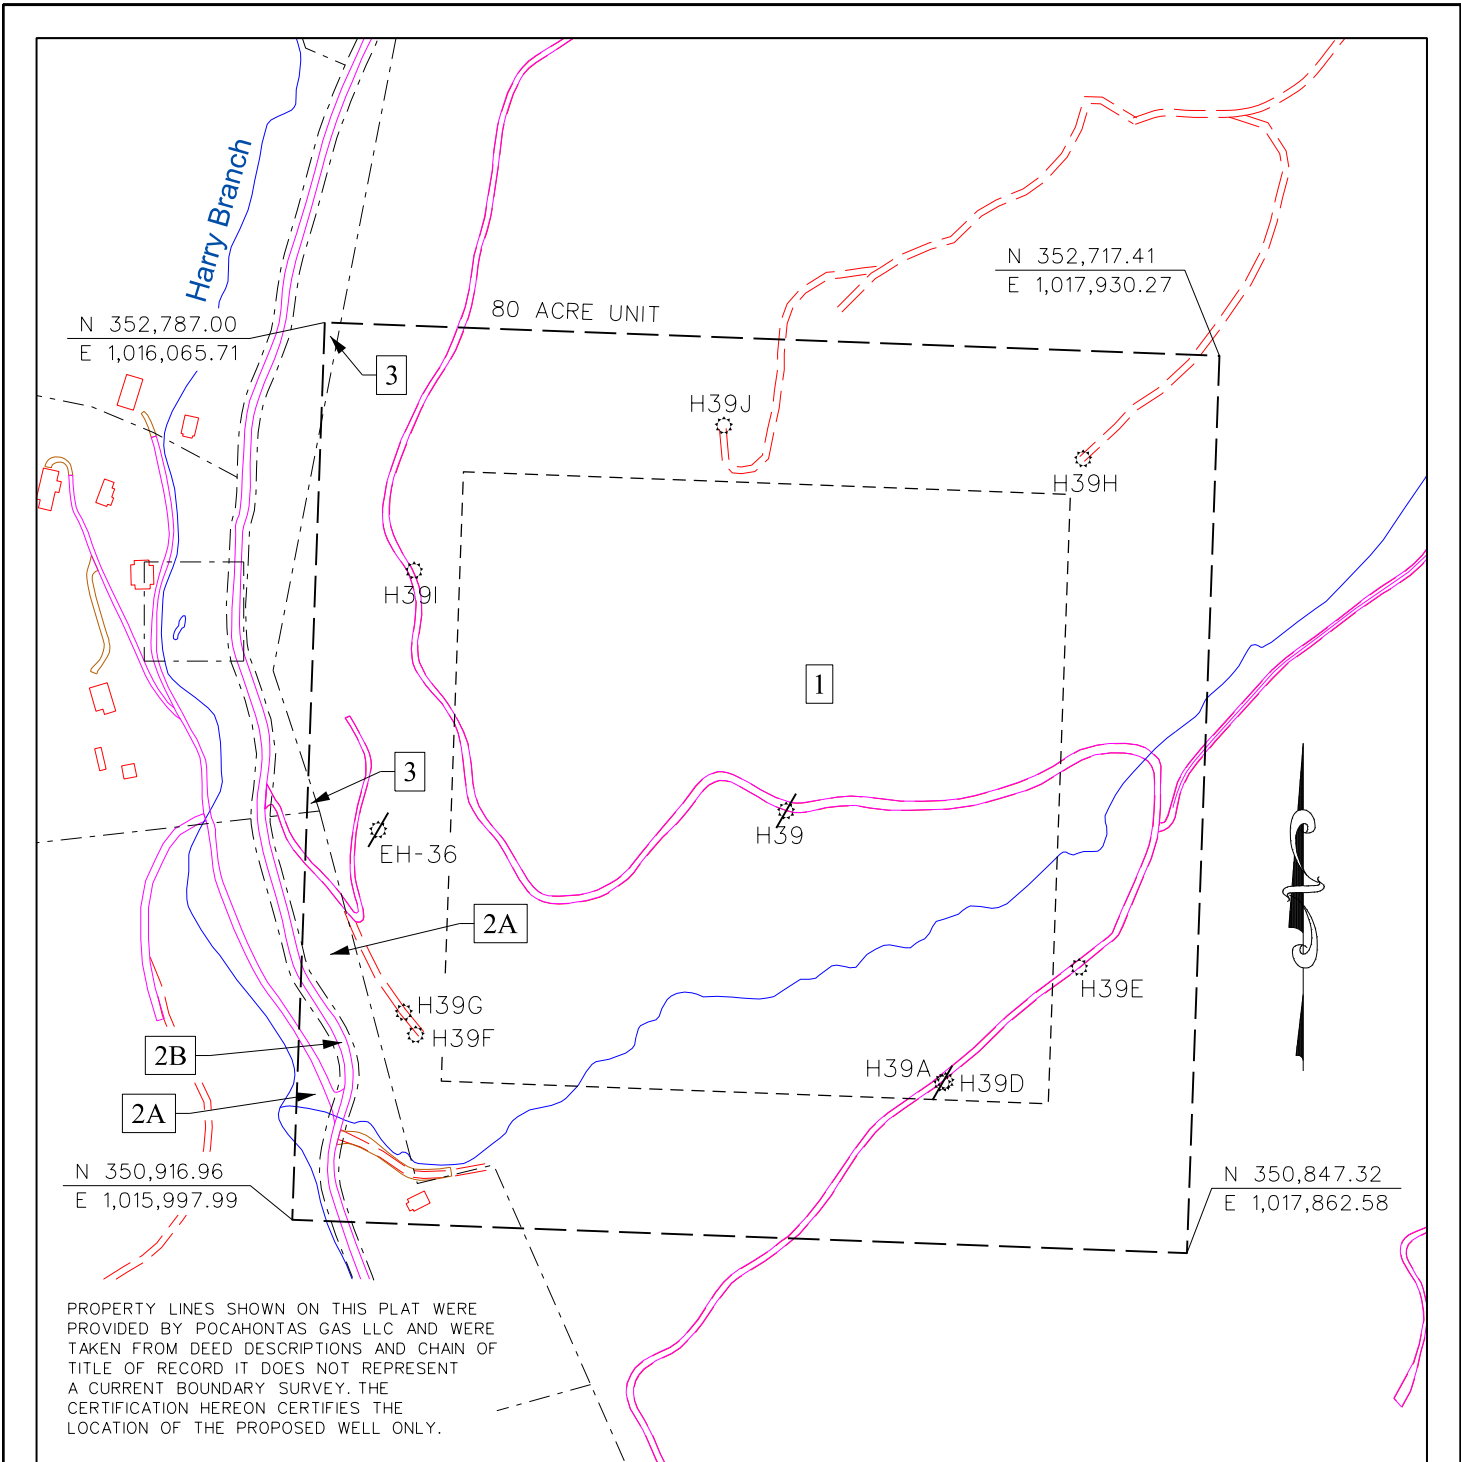 Harry Branch
N 352,717.41
E 1,017,930.27
80 ACRE UNIT
N 352,787.00
E 1,016,065.71
3
H39J
H39H
H39I
1
3
H39
EH-36
2A
H39E
H39G
H39F
2B
H39A
H39D
2A
N 350,916.96
E 1,015,997.99
N 350,847.32
E 1,017,862.58
PROPERTY LINES SHOWN ON THIS PLAT WERE
PROVIDED BY POCAHONTAS GAS LLC AND WERE
TAKEN FROM DEED DESCRIPTIONS AND CHAIN OF
TITLE OF RECORD IT DOES NOT REPRESENT
A CURRENT BOUNDARY SURVEY. THE
CERTIFICATION HEREON CERTIFIES THE
LOCATION OF THE PROPOSED WELL ONLY.